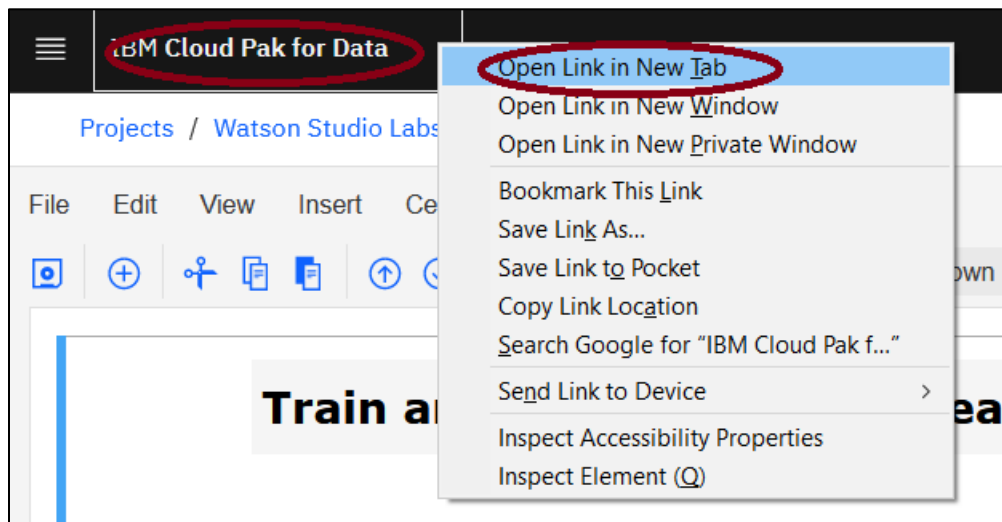 IBM Cloud Pak for Data
Open Link in New Tab
Open Link in New Window
Projects / Watson Studio Labs
Open Link in New Private Window
Bookmark This Link
File Edit View Insert Ce
Save Link As...
Save Link to Pocket
own
Copy Link Location
Search Google for “IBM Cloud Pak f...”
Send Link to Device
Train a
ea
Inspect Accessibility Properties
Inspect Element (Q)